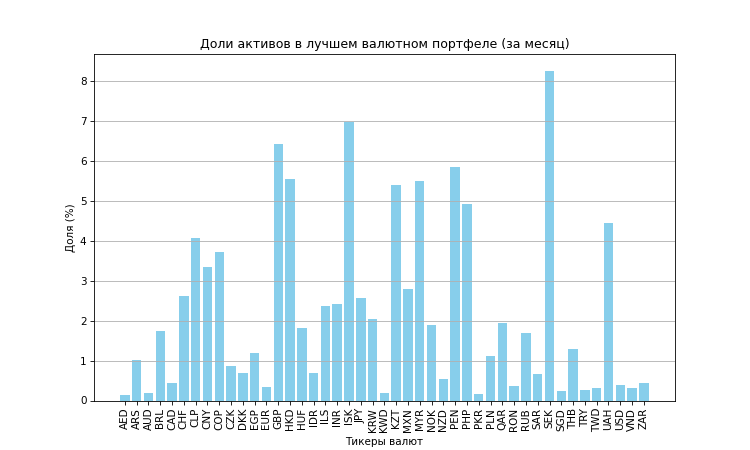 Доли активов в лучшем валютном портфеле (за месяц)
Доля (%)
8
7
6
5
4
3
2
1
0
AED
ARS
AUD
BRL
CAD
CHF
CLP
CNY
COP
CZK
DKK
EGP
EUR
GBP
HKD
HUF
IDR
ILS
INR
ISK
JPY
KRW
KWD
KZT
MXN
MYR
NOK
NZD
PEN
PHP
PKR
PLN
QAR
RON
RUB
SAR
SEK
SGD
THB
TRY
TWD
UAH
USD
VND
ZAR
Тикеры валют